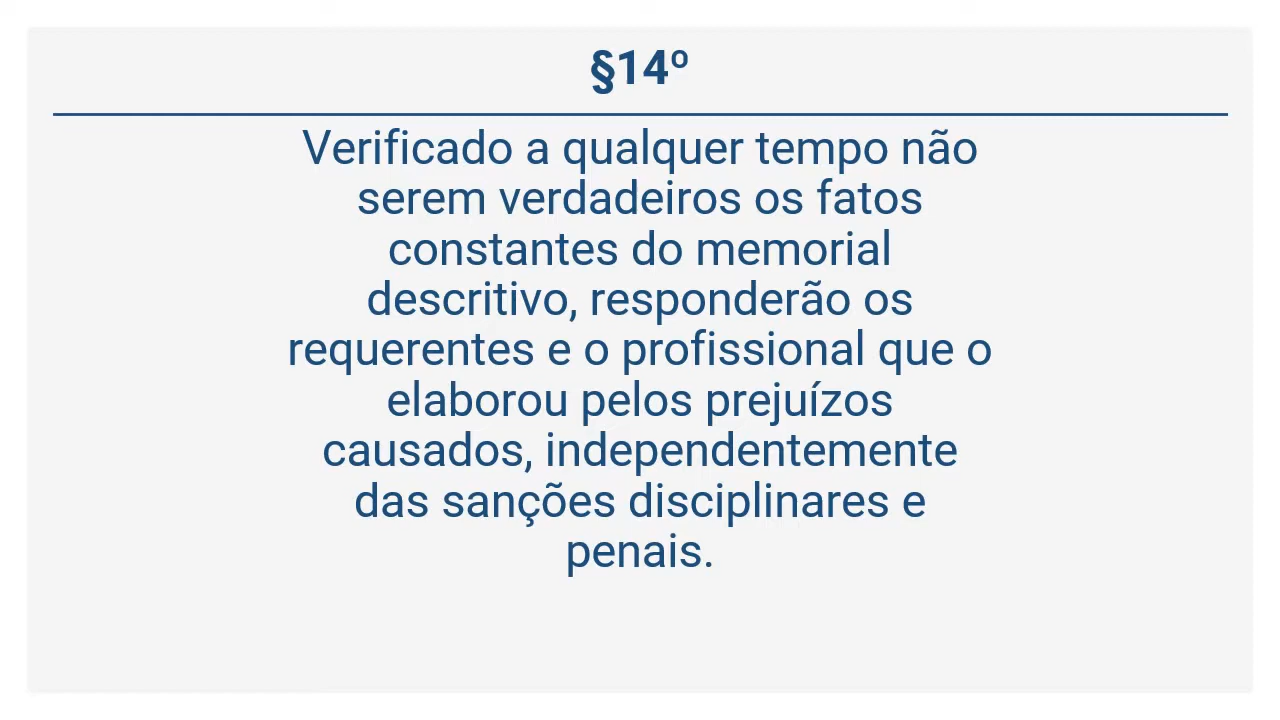 §14º
Verificado a qualquer tempo não
serem verdadeiros os fatos
constantes do memorial
descritivo, responderão os
requerentes e o profissional que o
elaborou pelos prejuízos
causados, independentemente
das sanções disciplinares e
penais.